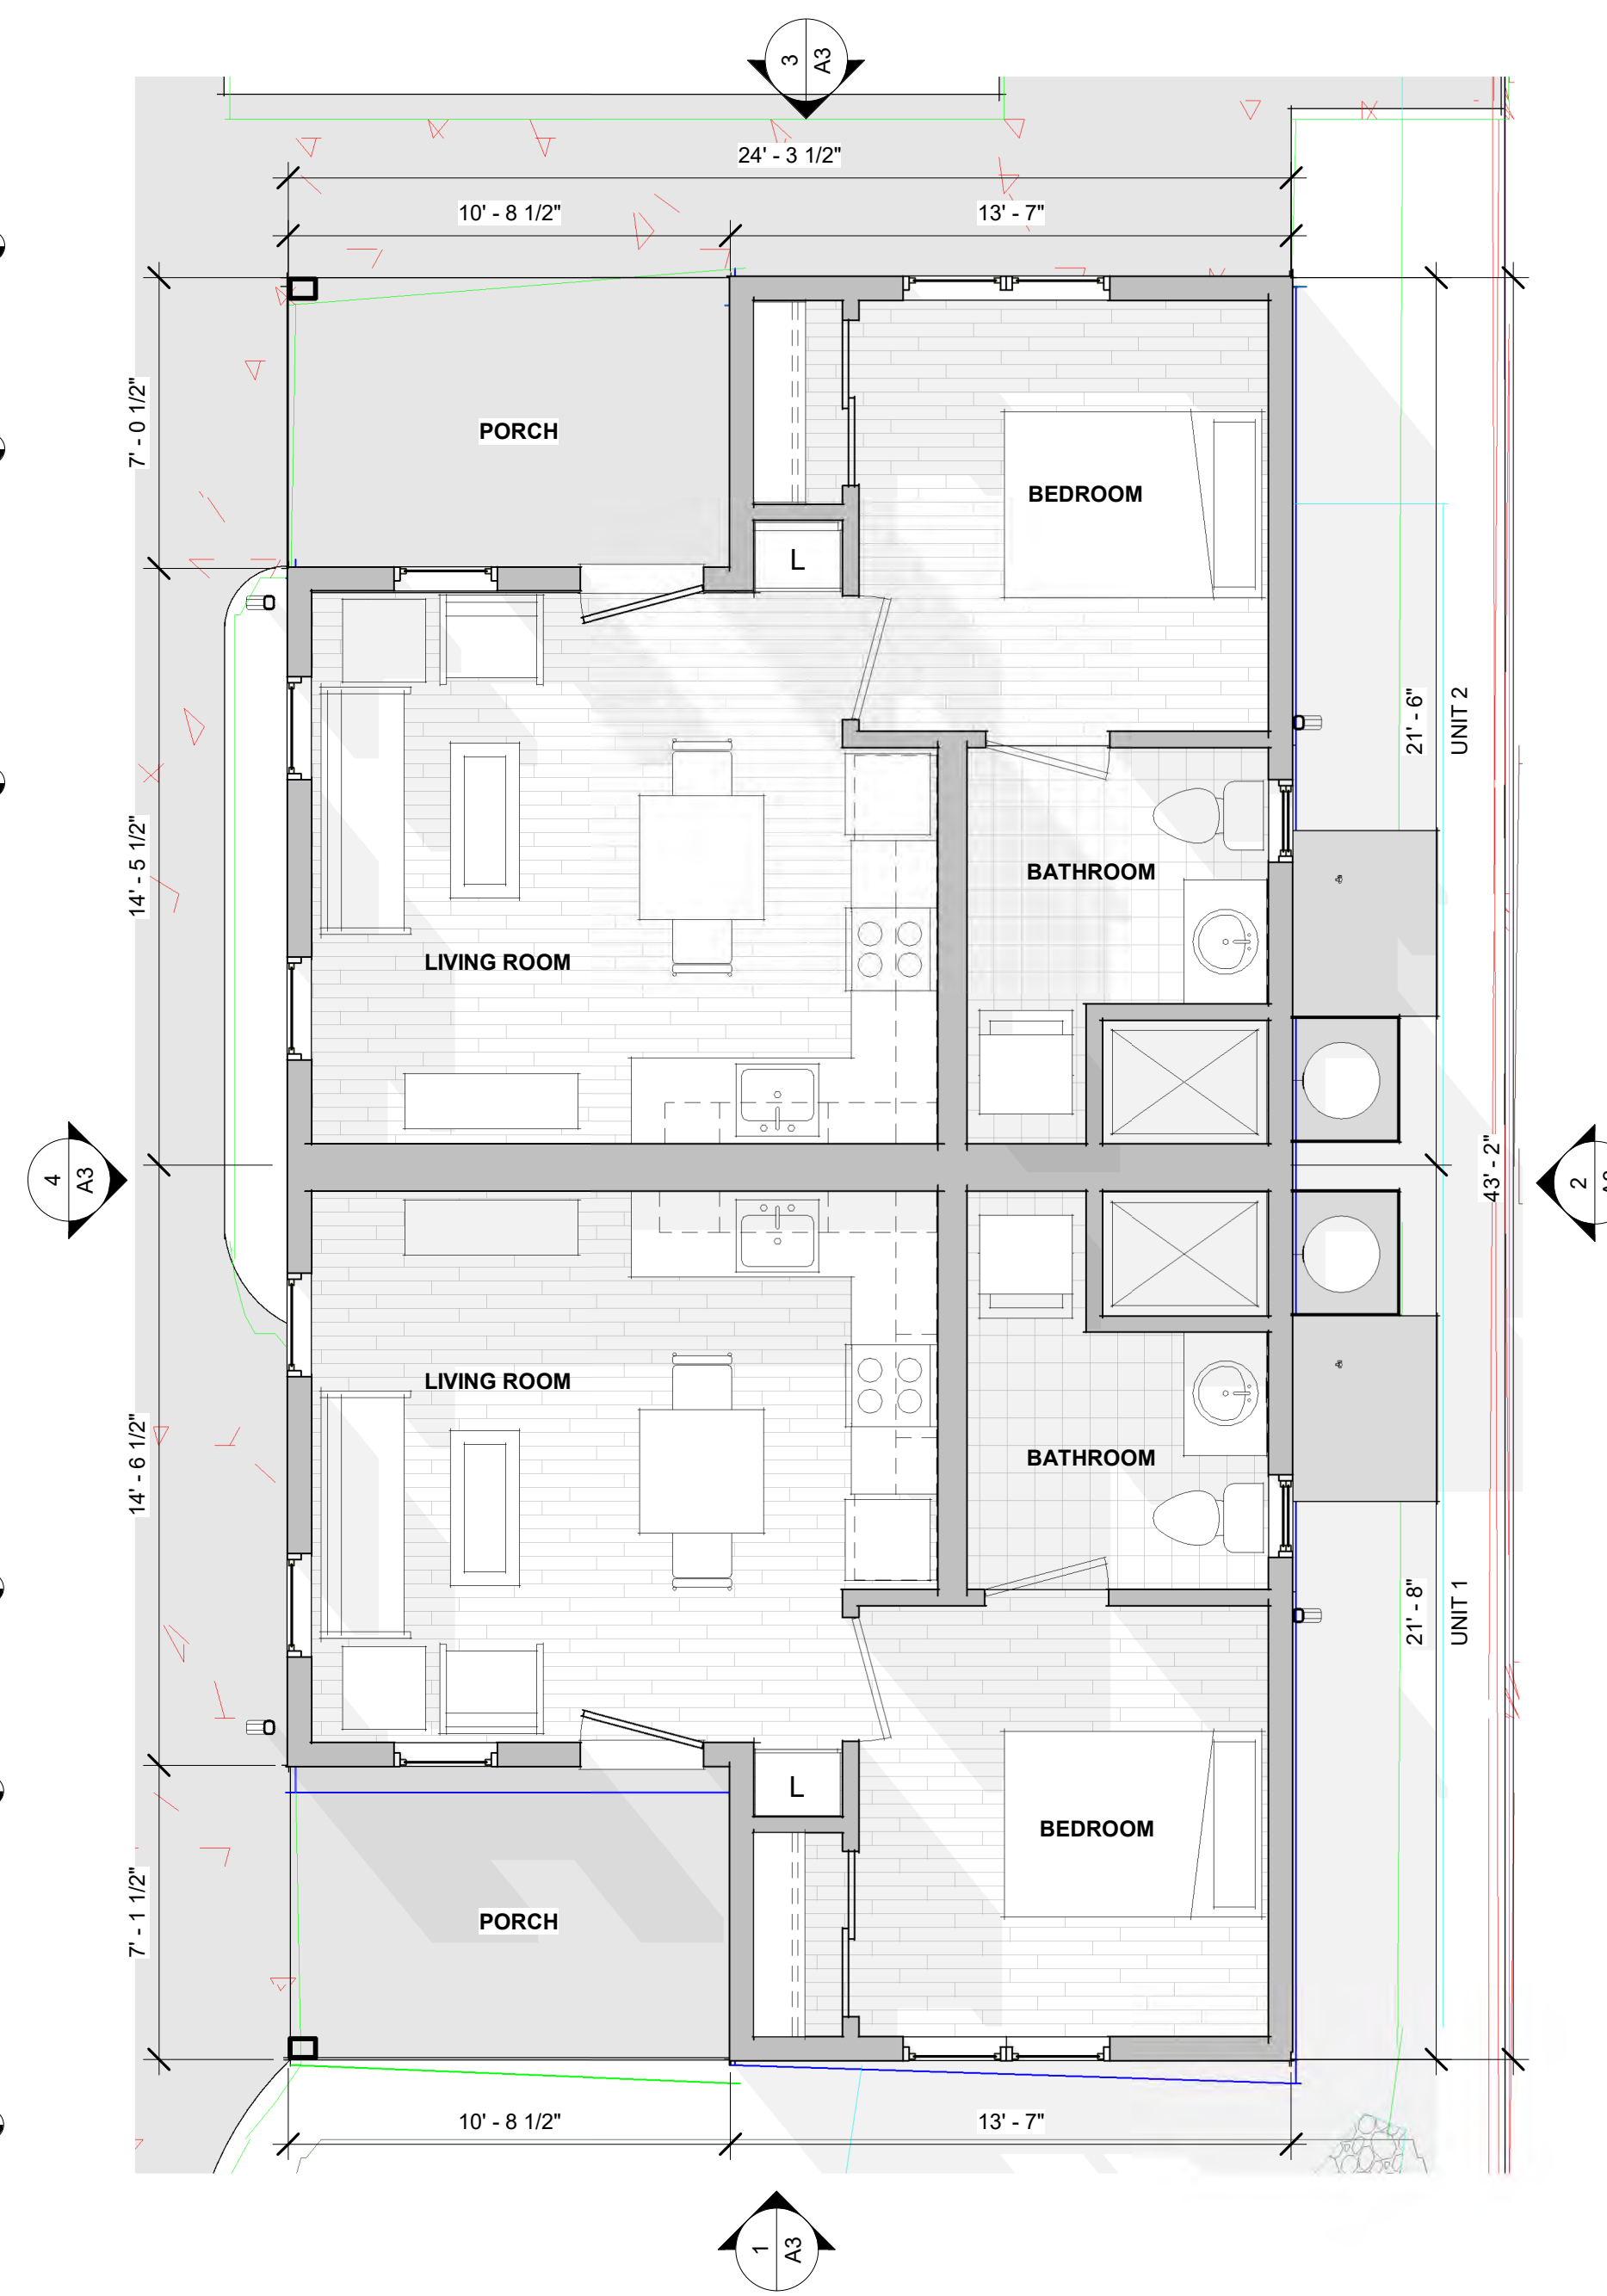 3
A3
24' - 3 1/2"
10' - 8 1/2"
13' - 7"
7' - 0 1/2"
PORCH
BEDROOM
L
21' - 6"
UNIT 2
14' - 5 1/2"
BATHROOM
LIVING ROOM
4
A3
43' - 2"
2
LIVING ROOM
BATHROOM
14' - 6 1/2"
21' - 8"
UNIT 1
L
BEDROOM
7' - 1 1/2"
PORCH
10' - 8 1/2"
13' - 7"
1
A3